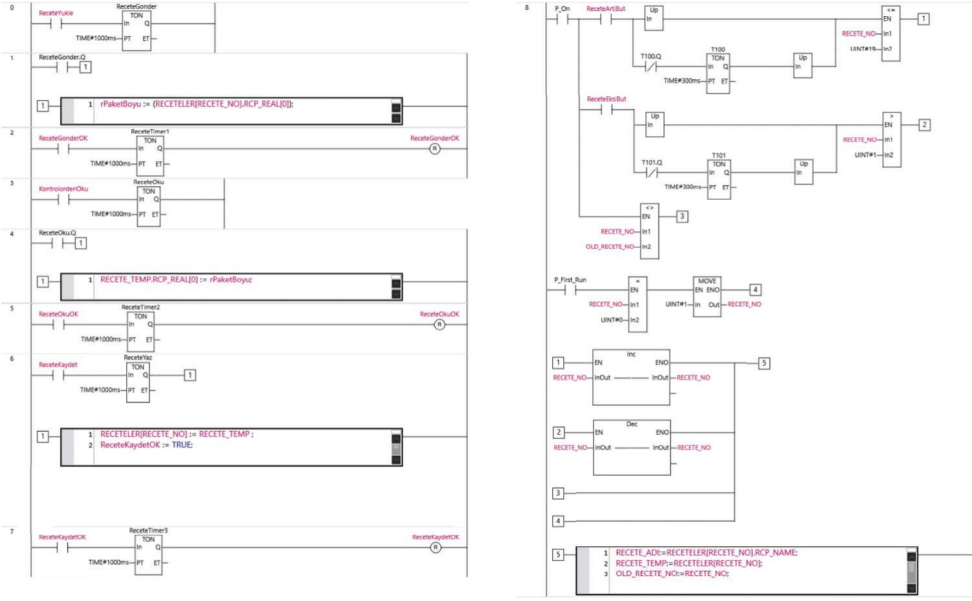 0
ReceteYukle
ReceteGonder
TON
In Q
TIME#1000ms PT ET
1
ReceteGonder.Q
1
1
1 rPaketBoyu := (RECETELER[RECETE_NO].RCP_REAL[0]);
2
ReceteGonderOK
ReceteTimer1
TON
In Q
TIME#1000ms PT ET
ReceteGonderOK
R
3
KontrolordenOku
ReceteOku
TON
In Q
TIME#1000ms PT ET
4
ReceteOku.Q
1
1
1 RECETE_TEMP.RCP_REAL[0] := rPaketBoyu;
5
ReceteOkuOK
ReceteTimer2
TON
In Q
TIME#1000ms PT ET
ReceteOkuOK
R
6
ReceteKaydet
ReceteYaz
TON
In Q
1
TIME#1000ms PT ET
1
1 RECETELER[RECETE_NO] := RECETE_TEMP ;
2 ReceteKaydetOK := TRUE;
7
ReceteKaydetOK
ReceteTimer3
TON
In Q
TIME#1000ms PT ET
ReceteKaydetOK
R
8
P_On
ReceteArtiBut
Up
In
<=
EN
1
RECETE_NO In1
UINT#19 In2
T100.Q
T100
TON
In Q
TIME#300ms PT ET
Up
In
ReceteEksiBut
Up
In
>
EN
2
RECETE_NO In1
UINT#1 In2
T101.Q
T101
TON
In Q
TIME#300ms PT ET
Up
In
<>
EN
3
RECETE_NO In1
OLD_RECETE_NO In2
P_First_Run
=
EN
RECETE_NO In1
UINT#0 In2
MOVE
EN ENO
4
UINT#1 In Out RECETE_NO
1
Inc
EN ENO
5
RECETE_NO InOut InOut RECETE_NO
2
Dec
EN ENO
RECETE_NO InOut InOut RECETE_NO
3
4
5
1 RECETE_ADI:=RECETELER[RECETE_NO].RCP_NAME;
2 RECETE_TEMP:=RECETELER[RECETE_NO];
3 OLD_RECETE_NO:=RECETE_NO;